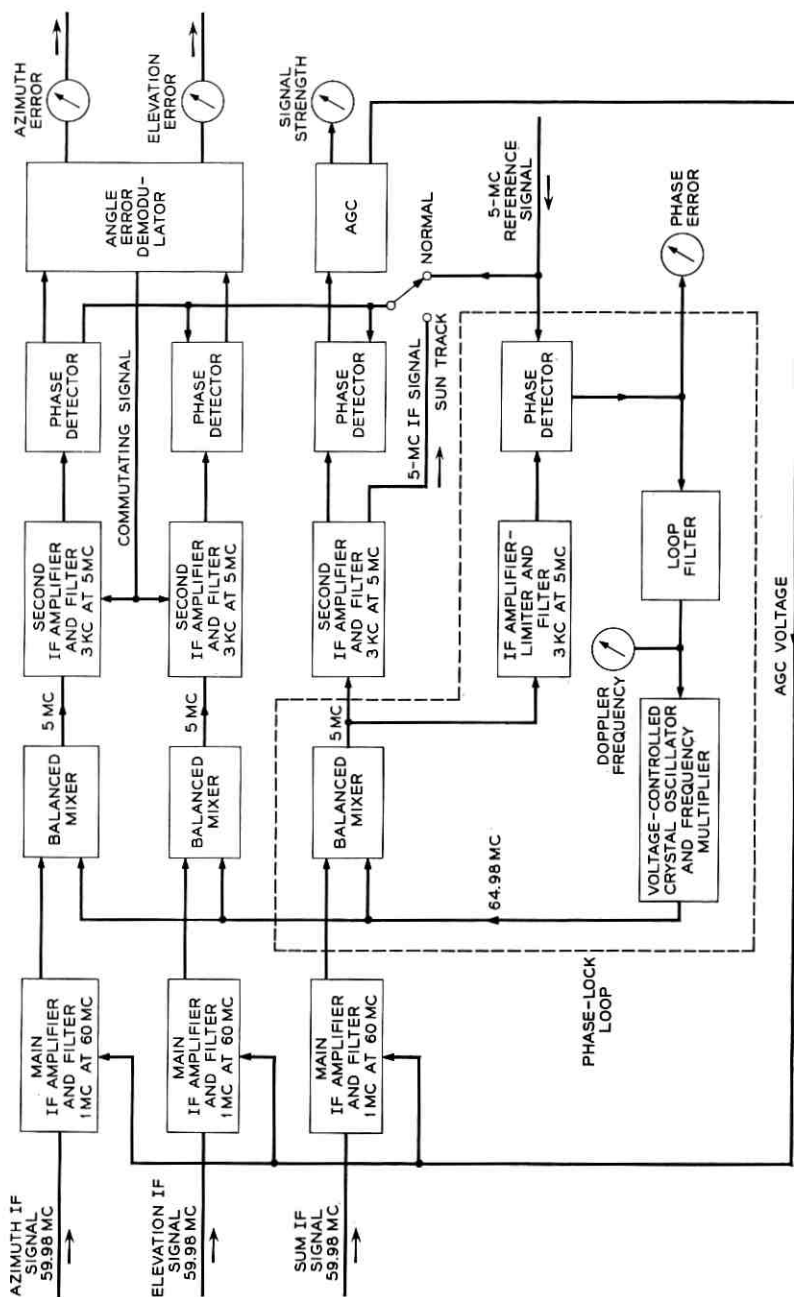 AZIMUTH IF
SIGNAL
59.98 MC
MAIN
IF AMPLIFIER
AND FILTER
1 MC AT 60 MC
BALANCED
MIXER
5 MC
SECOND
IF AMPLIFIER
AND FILTER
3 KC AT 5 MC
PHASE
DETECTOR
ANGLE
ERROR
DEMODU-
LATOR
AZIMUTH
ERROR
COMMUTATING SIGNAL
ELEVATION
ERROR
ELEVATION IF
SIGNAL
59.98 MC
MAIN
IF AMPLIFIER
AND FILTER
1 MC AT 60 MC
BALANCED
MIXER
5 MC
SECOND
IF AMPLIFIER
AND FILTER
3 KC AT 5 MC
PHASE
DETECTOR
SUM IF
SIGNAL
59.98 MC
MAIN
IF AMPLIFIER
AND FILTER
1 MC AT 60 MC
BALANCED
MIXER
5 MC
SECOND
IF AMPLIFIER
AND FILTER
3 KC AT 5 MC
PHASE
DETECTOR
AGC
SIGNAL
STRENGTH
5-MC IF SIGNAL
SUN TRACK
NORMAL
64.98 MC
IF AMPLIFIER-
LIMITER AND
FILTER
3 KC AT 5 MC
PHASE
DETECTOR
5-MC
REFERENCE
SIGNAL
PHASE-LOCK
LOOP
VOLTAGE-CONTROLLED
CRYSTAL OSCILLATOR
AND FREQUENCY
MULTIPLIER
DOPPLER
FREQUENCY
LOOP
FILTER
PHASE
ERROR
AGC VOLTAGE